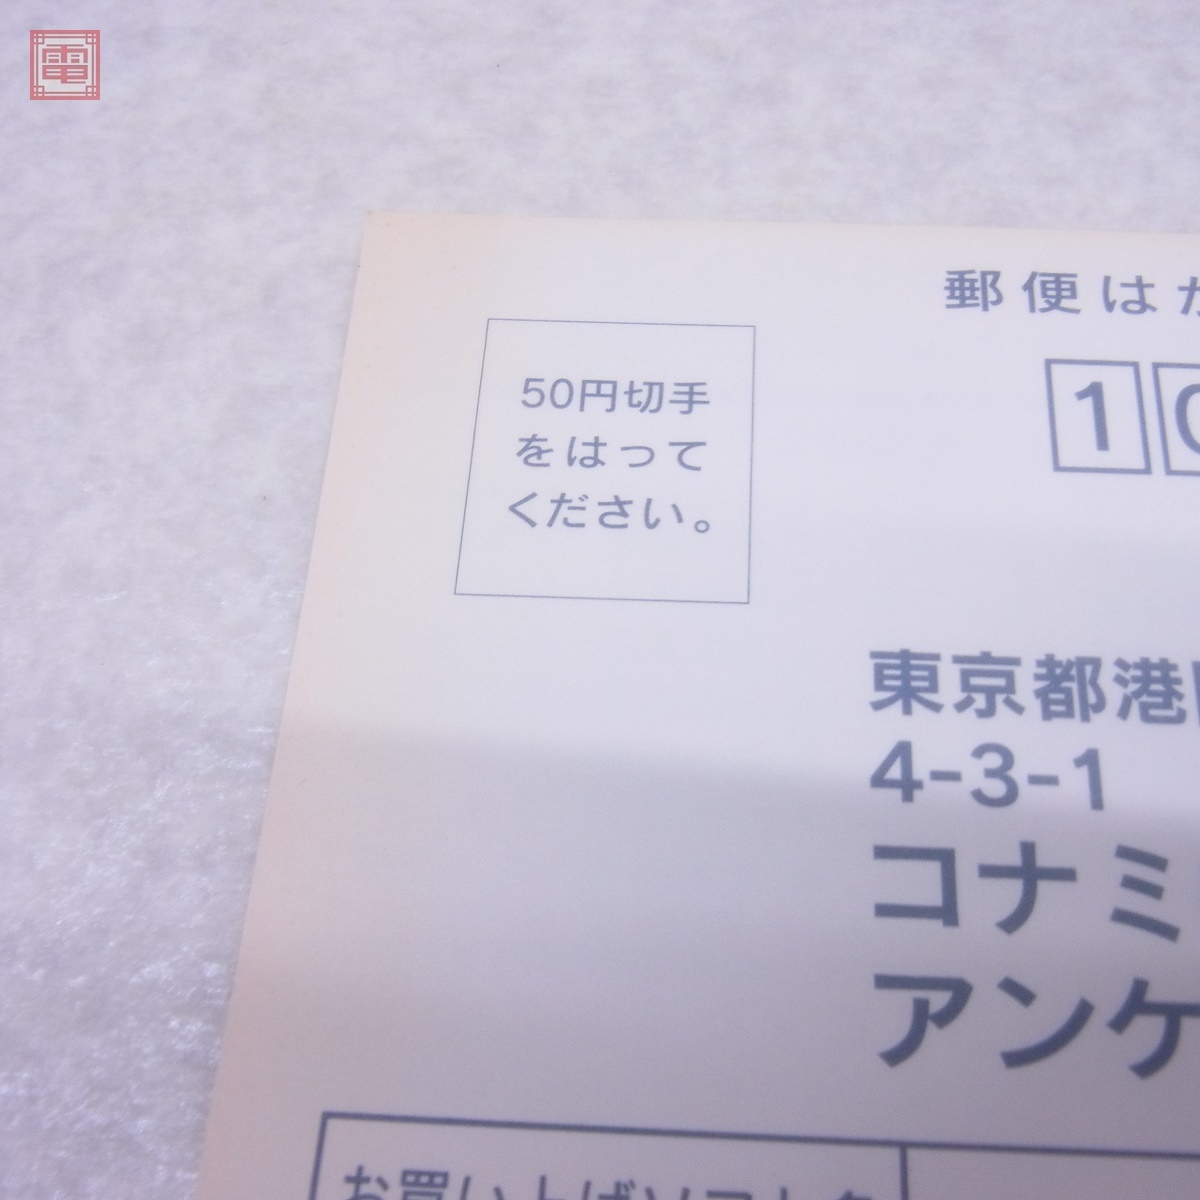 電
郵便はが
50円切手
をはって
ください。
10
東京都港
4-3-1
コナミ
アンケ
お買い上げソフト名